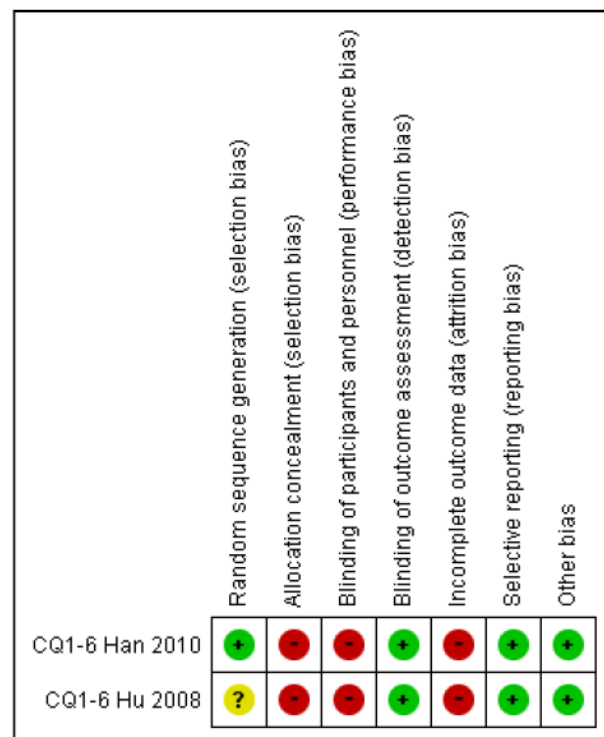 Random sequence generation (selection bias)
Allocation concealment (selection bias)
Blinding of participants and personnel (performance bias)
Blinding of outcome assessment (detection bias)
Incomplete outcome data (attrition bias)
Selective reporting (reporting bias)
Other bias
CQ1-6 Han 2010 + - - + - + +
CQ1-6 Hu 2008 ? - - + - + +